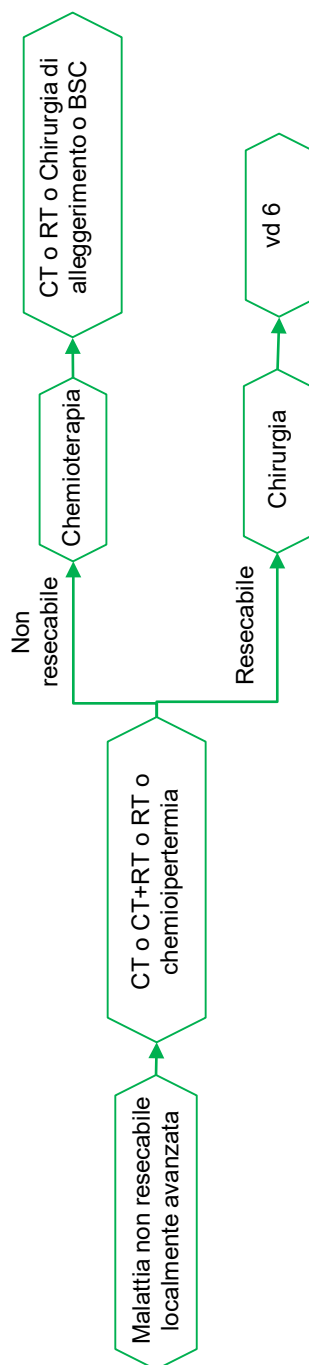 Malattia non resecabile
localmente avanzata
CT o CT+RT o RT o
chemioipertermia
Non
resecabile
Chemioterapia
CT o RT o Chirurgia di
alleggerimento o BSC
Resecabile
Chirurgia
vd 6